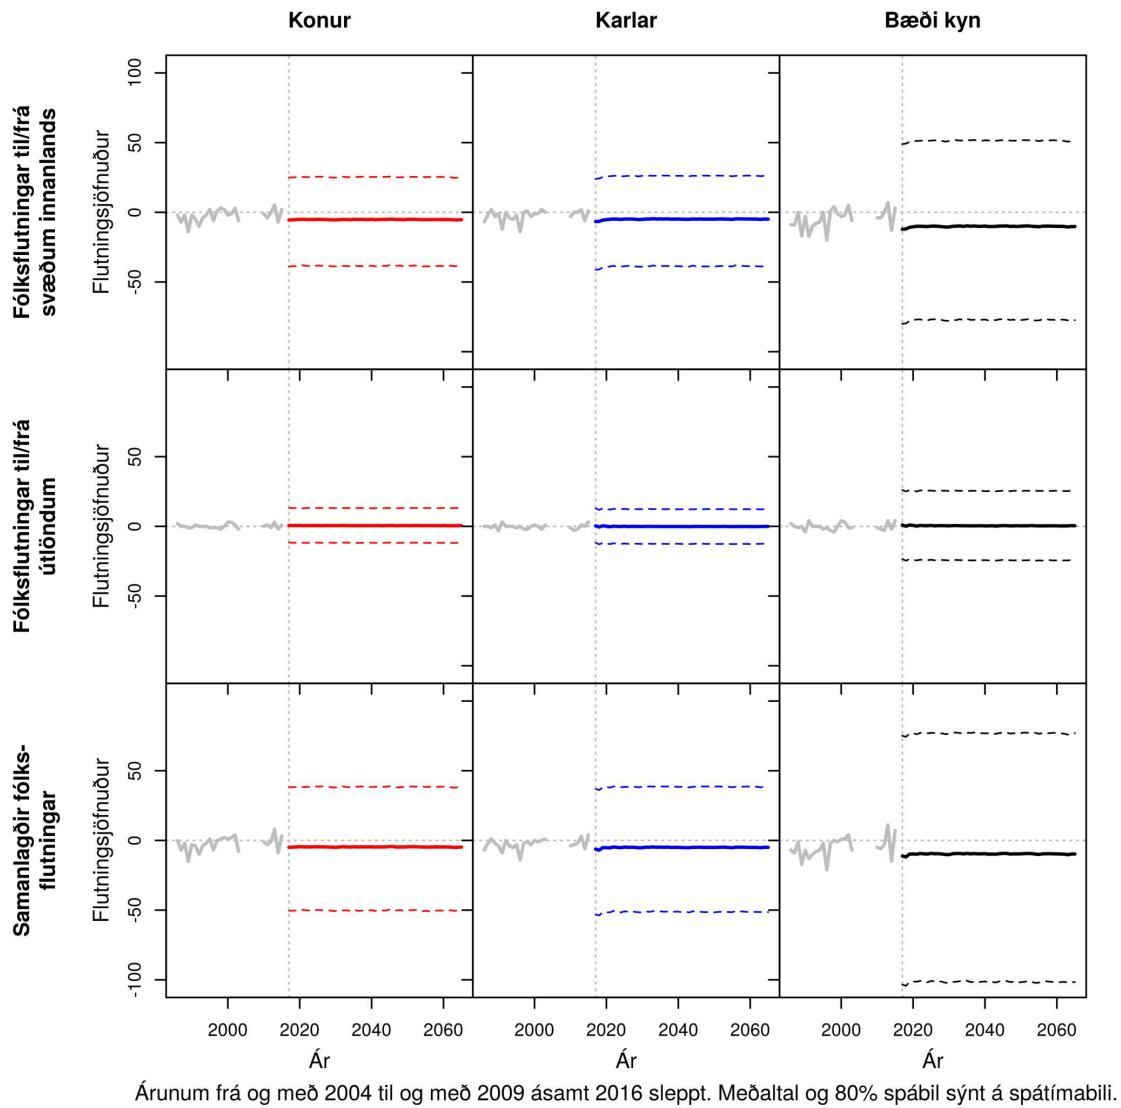 Konur
Karlar
Bæði kyn
Fólksflutningar til/frá
svæðum innanlands
Flutningsjöfnuður
100
50
0
-50
Fólksflutningar til/frá
útlöndum
Flutningsjöfnuður
50
0
-50
Samanlagðir fólks-
flutningar
Flutningsjöfnuður
50
0
-50
-100
2000 2020 2040 2060
2000 2020 2040 2060
2000 2020 2040 2060
Ár
Ár
Ár
Árunum frá og með 2004 til og með 2009 ásamt 2016 sleppt. Meðaltal og 80% spábil sýnt á spátímabili.